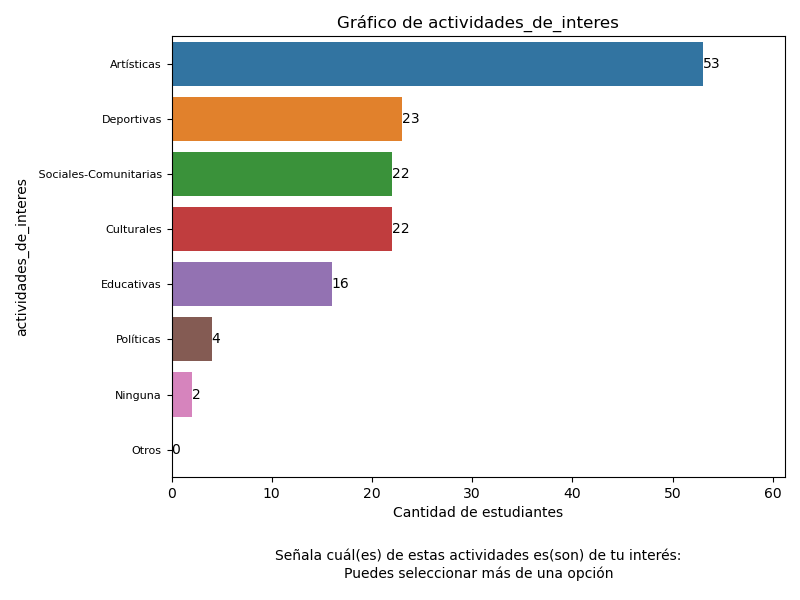 Gráfico de actividades_de_interes
actividades_de_interes
Artísticas 53
Deportivas 23
Sociales-Comunitarias 22
Culturales 22
Educativas 16
Políticas 4
Ninguna 2
Otros 0
0 10 20 30 40 50 60
Cantidad de estudiantes
Señala cuál(es) de estas actividades es(son) de tu interés:
Puedes seleccionar más de una opción